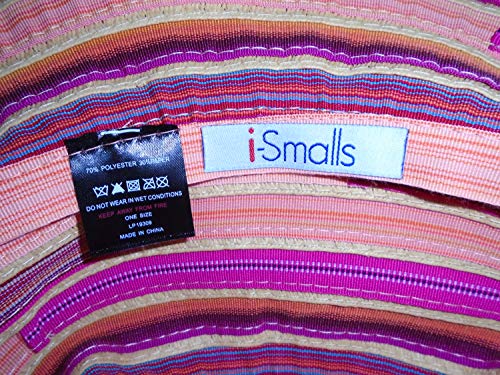 70% POLYESTER 30%PAPER
DO NOT WEAR IN WET CONDITIONS
KEEP AWAY FROM FIRE
ONE SIZE
LP19309
MADE IN CHINA
i-Smalls